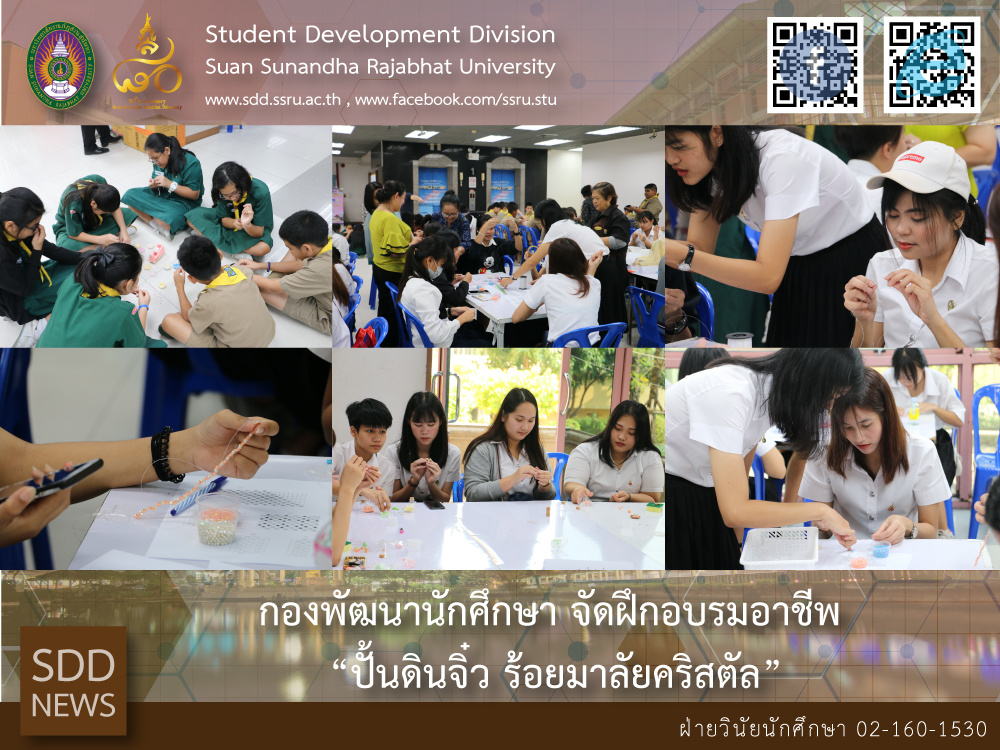 Student Development Division
Suan Sunandha Rajabhat University
www.sdd.ssru.ac.th , www.facebook.com/ssru.stu
กองพัฒนานักศึกษา จัดฝึกอบรมอาชีพ
“ปั้นดินจิ๋ว ร้อยมาลัยคริสตัล”
SDD
NEWS
ฝ่ายวินัยนักศึกษา 02-160-1530